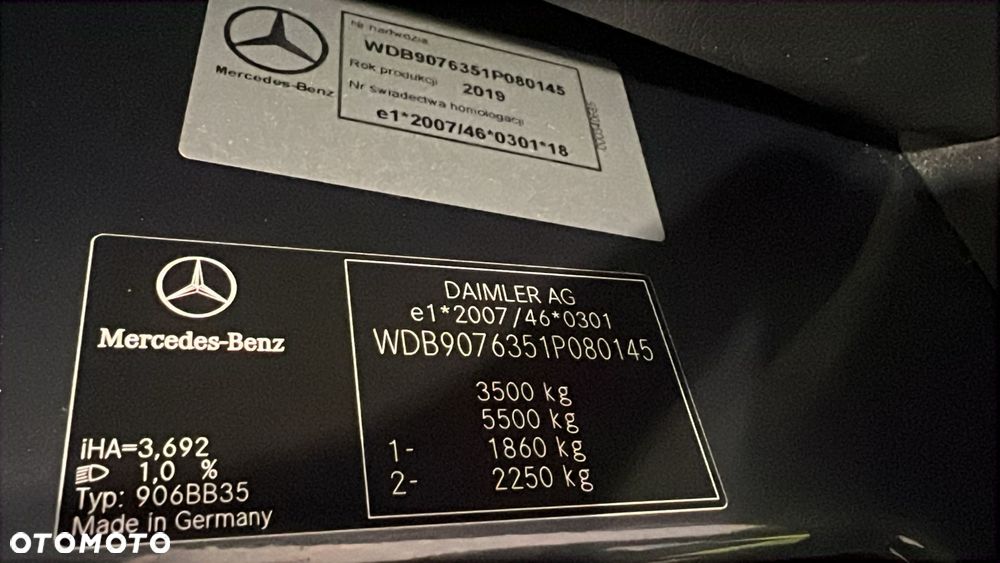 Nr nadwozia
WDB9076351P080145
Rok produkcji 2019
Nr świadectwa homologacji
e1*2007/46*0301*18
Mercedes-Benz
DAIMLER AG
e1*2007/46*0301
WDB9076351P080145
3500 kg
5500 kg
1- 1860 kg
2- 2250 kg
Mercedes-Benz
iHA=3,692
1,0 %
Typ: 906BB35
Made in Germany
OTOMOTO